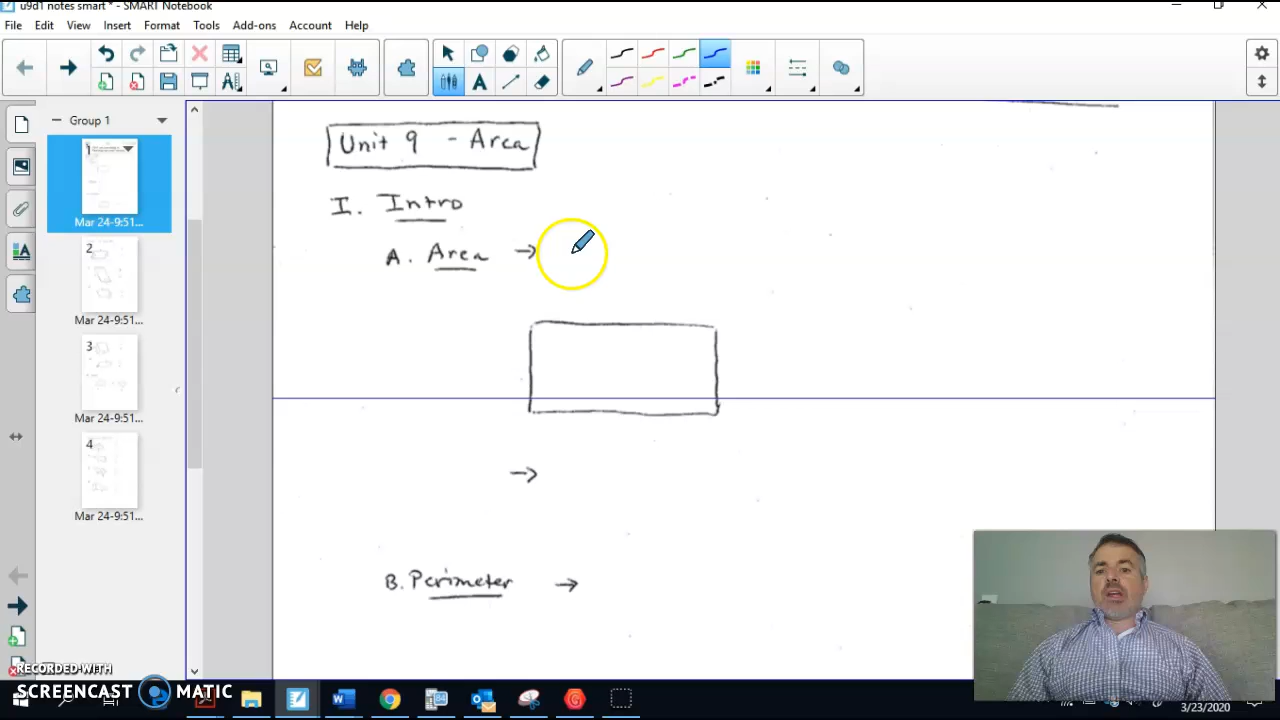 u9d1 notes smart * - SMART Notebook
File Edit View Insert Format Tools Add-ons Account Help
Group 1
1
Mar 24-9:51...
2
Mar 24-9:51...
3
Mar 24-9:51...
4
Mar 24-9:51...
Unit 9 - Area
I. Intro
A. Area →
→
B. Perimeter →
RECORDED WITH
SCREENCAST MATIC
3/23/2020